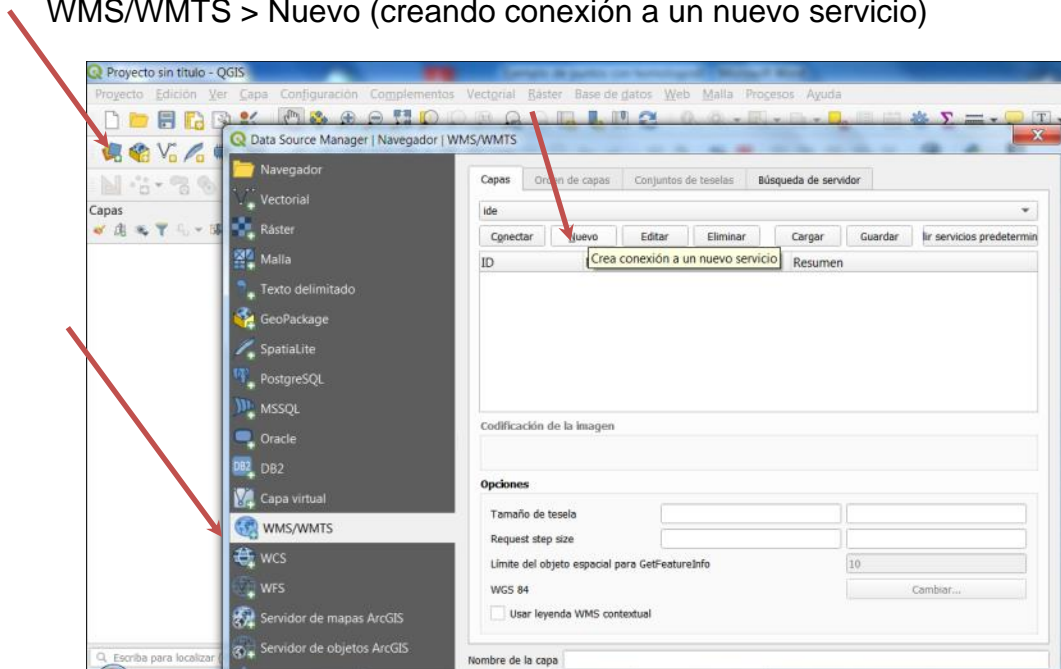 WMS/WMTS > Nuevo (creando conexión a un nuevo servicio)
Proyecto sin título - QGIS
Proyecto Edición Ver Capa Configuración Complementos Vectorial Ráster Base de datos Web Malla Procesos Ayuda
Data Source Manager | Navegador | WMS/WMTS
Capas
Navegador
Vectorial
Ráster
Malla
Texto delimitado
GeoPackage
SpatiaLite
PostgreSQL
MSSQL
Oracle
DB2
Capa virtual
WMS/WMTS
WCS
WFS
Servidor de mapas ArcGIS
Servidor de objetos ArcGIS
Escriba para localizar
Capas Orden de capas Conjuntos de teselas Búsqueda de servidor
ide
Conectar Nuevo Editar Eliminar Cargar Guardar lir servicios predetermin
Crea conexión a un nuevo servicio
ID Resumen
Codificación de la imagen
Opciones
Tamaño de tesela
Request step size
Límite del objeto espacial para GetFeatureInfo 10
WGS 84 Cambiar...
Usar leyenda WMS contextual
Nombre de la capa